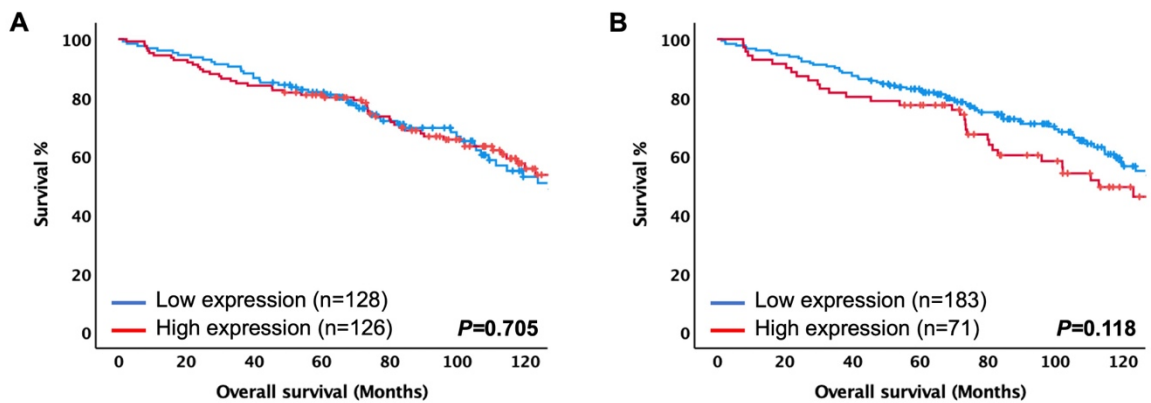 A
100
80
60
40
20
0
Survival %
Low expression (n=128)
High expression (n=126)
P=0.705
0 20 40 60 80 100 120
Overall survival (Months)
B
100
80
60
40
20
0
Survival %
Low expression (n=183)
High expression (n=71)
P=0.118
0 20 40 60 80 100 120
Overall survival (Months)